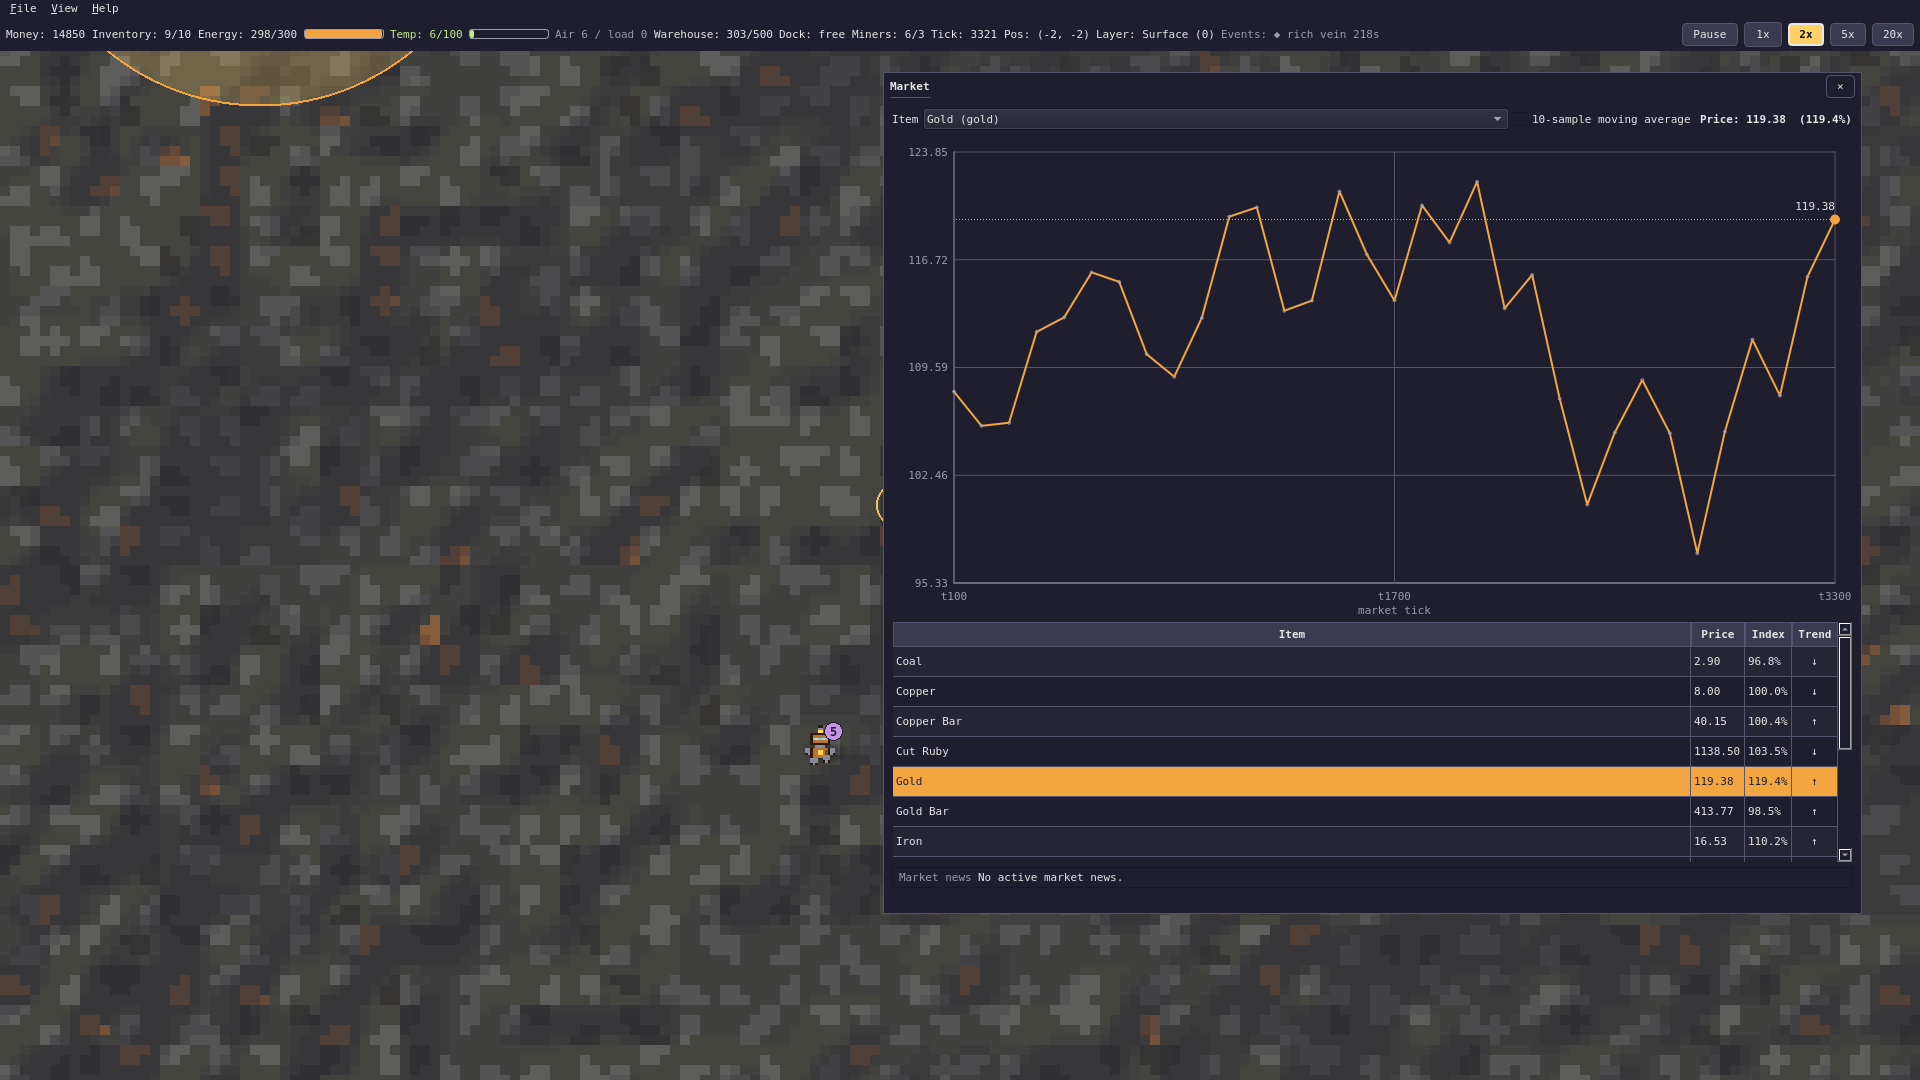 File View Help
Money: 14850 Inventory: 9/10 Energy: 298/300 Temp: 6/100 Air 6 / load 0 Warehouse: 303/500 Dock: free Miners: 6/3 Tick: 3321 Pos: (-2, -2) Layer: Surface (0) Events: ◆ rich vein 218s Pause 1x 2x 5x 20x
Market ×
Item Gold (gold) 10-sample moving average Price: 119.38 (119.4%)
123.85
119.38
116.72
109.59
102.46
95.33
t100 t1700 t3300
market tick
Item Price Index Trend
Coal 2.90 96.8% ↓
Copper 8.00 100.0% ↓
Copper Bar 40.15 100.4% ↑
Cut Ruby 1138.50 103.5% ↓
Gold 119.38 119.4% ↑
Gold Bar 413.77 98.5% ↑
Iron 16.53 110.2% ↑
Market news No active market news.
5